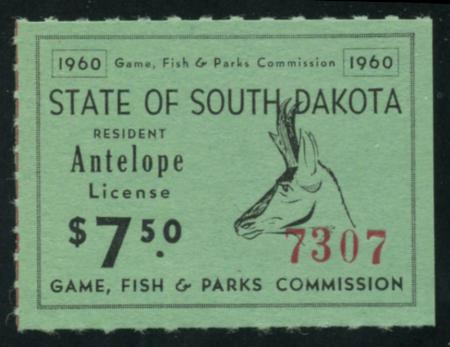 1960 Game, Fish & Parks Commission 1960
STATE OF SOUTH DAKOTA
RESIDENT
Antelope
License
$7.50
7307
GAME, FISH & PARKS COMMISSION